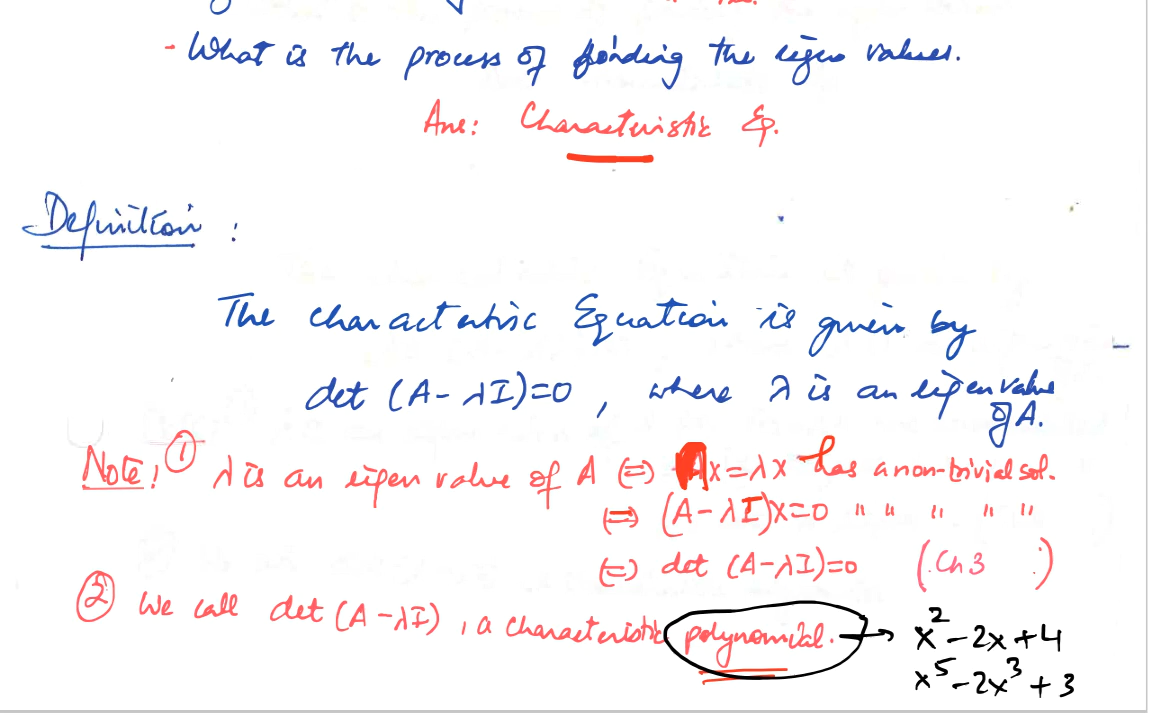 - What is the process of finding the eigen values.
Ans: Characteristic Eq.
Definition :
The charactertistic Equation is given by
det (A-λI)=0 , where λ is an eigen value
of A.
Note! ① λ is an eigen value of A (=) Ax=λx has a non-trivial sol.
(=) (A-λI)x=0 " " " " "
(=) det (A-λI)=0 (Ch 3 )
② We call det (A-λI), a characteristic polynomial. → x²-2x+4
x⁵-2x³+3